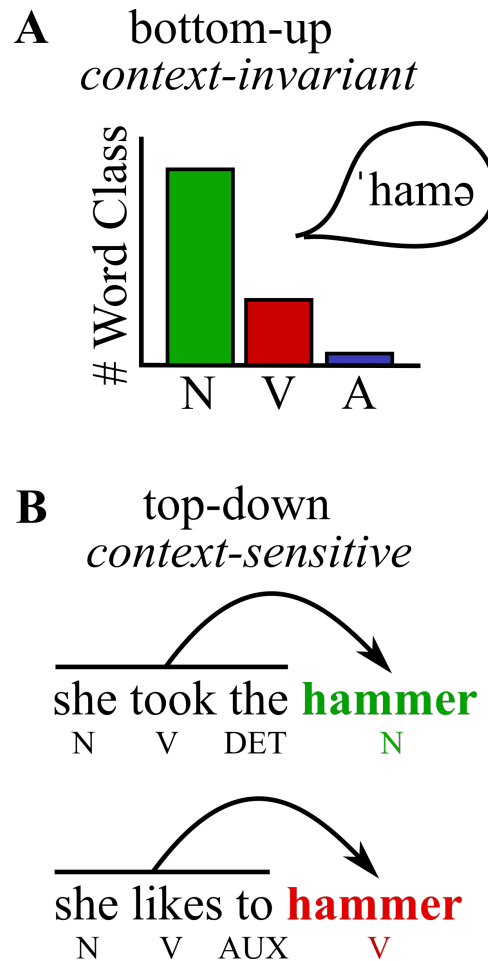 A bottom-up
context-invariant
# Word Class
ˈhamə
N V A
B top-down
context-sensitive
she took the hammer
N V DET N
she likes to hammer
N V AUX V